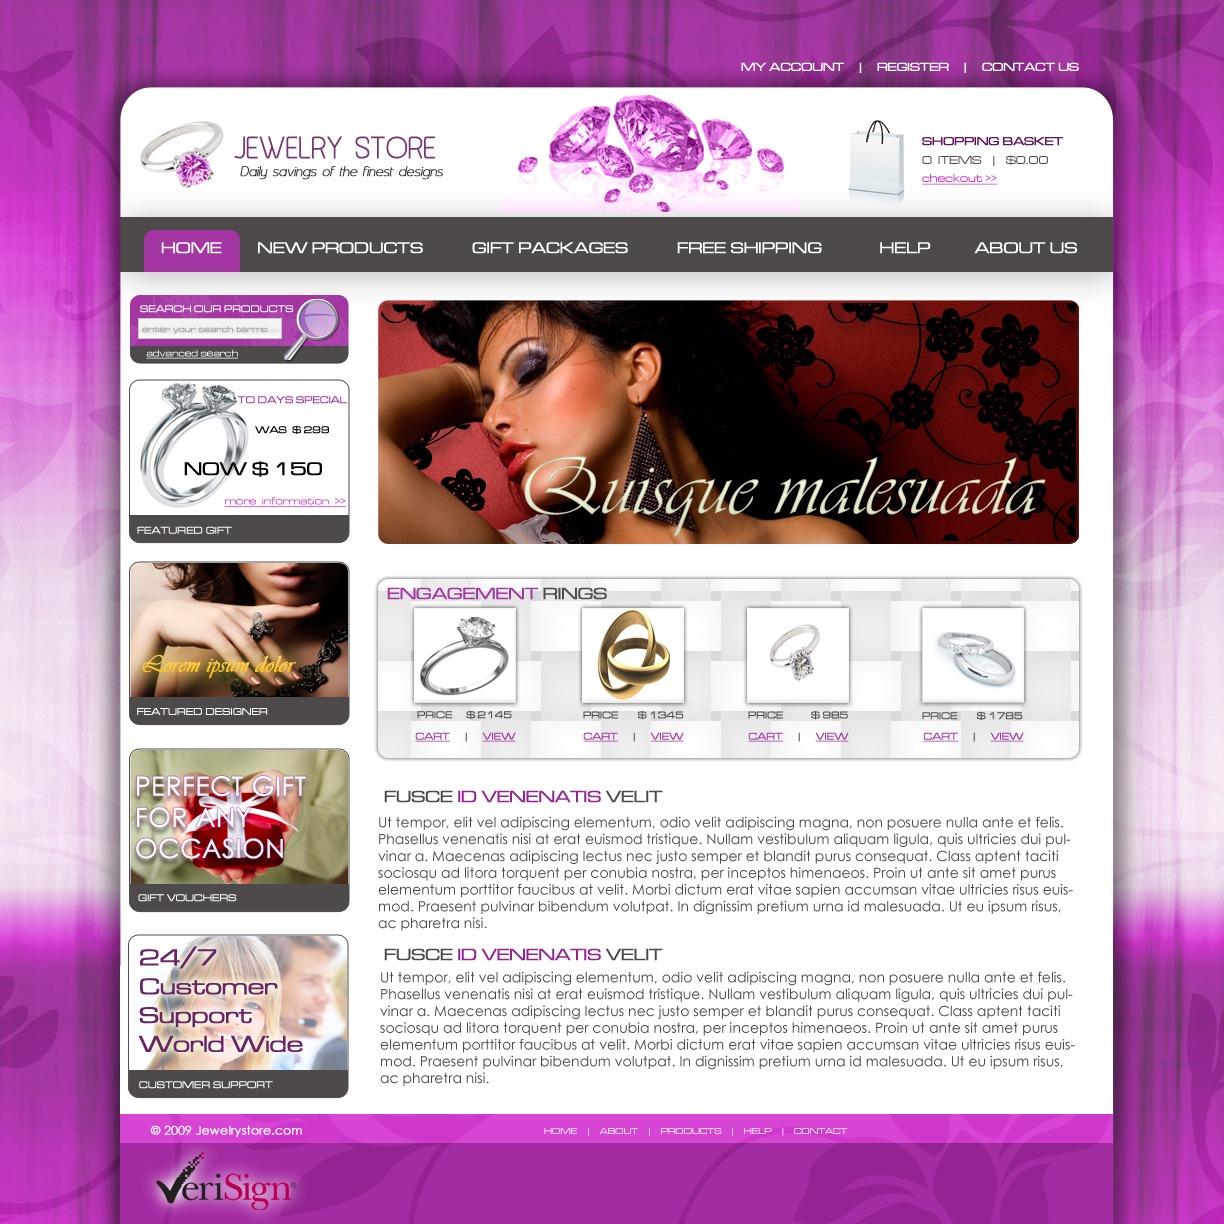 MY ACCOUNT | REGISTER | CONTACT US
JEWELRY STORE
Daily savings of the finest designs
SHOPPING BASKET
0 ITEMS | $0.00
checkout >>
HOME NEW PRODUCTS GIFT PACKAGES FREE SHIPPING HELP ABOUT US
SEARCH OUR PRODUCTS
enter your search terms
advanced search
TO DAYS SPECIAL
WAS $299
NOW $ 150
more information >>
FEATURED GIFT
Lorem ipsum dolor
FEATURED DESIGNER
PERFECT GIFT
FOR ANY
OCCASION
GIFT VOUCHERS
24/7
Customer
Support
World Wide
CUSTOMER SUPPORT
Quisque malesuada
ENGAGEMENT RINGS
PRICE $2145 PRICE $1345 PRICE $985 PRICE $1785
CART | VIEW CART | VIEW CART | VIEW CART | VIEW
FUSCE ID VENENATIS VELIT
Ut tempor, elit vel adipiscing elementum, odio velit adipiscing magna, non posuere nulla ante et felis.
Phasellus venenatis nisi at erat euismod tristique. Nullam vestibulum aliquam ligula, quis ultricies dui pul-
vinar a. Maecenas adipiscing lectus nec justo semper et blandit purus consequat. Class aptent taciti
sociosqu ad litora torquent per conubia nostra, per inceptos himenaeos. Proin ut ante sit amet purus
elementum porttitor faucibus at velit. Morbi dictum erat vitae sapien accumsan vitae ultricies risus euis-
mod. Praesent pulvinar bibendum volutpat. In dignissim pretium urna id malesuada. Ut eu ipsum risus,
ac pharetra nisi.
FUSCE ID VENENATIS VELIT
Ut tempor, elit vel adipiscing elementum, odio velit adipiscing magna, non posuere nulla ante et felis.
Phasellus venenatis nisi at erat euismod tristique. Nullam vestibulum aliquam ligula, quis ultricies dui pul-
vinar a. Maecenas adipiscing lectus nec justo semper et blandit purus consequat. Class aptent taciti
sociosqu ad litora torquent per conubia nostra, per inceptos himenaeos. Proin ut ante sit amet purus
elementum porttitor faucibus at velit. Morbi dictum erat vitae sapien accumsan vitae ultricies risus euis-
mod. Praesent pulvinar bibendum volutpat. In dignissim pretium urna id malesuada. Ut eu ipsum risus,
ac pharetra nisi.
© 2009 Jewelrystore.com
HOME | ABOUT | PRODUCTS | HELP | CONTACT
VeriSign®